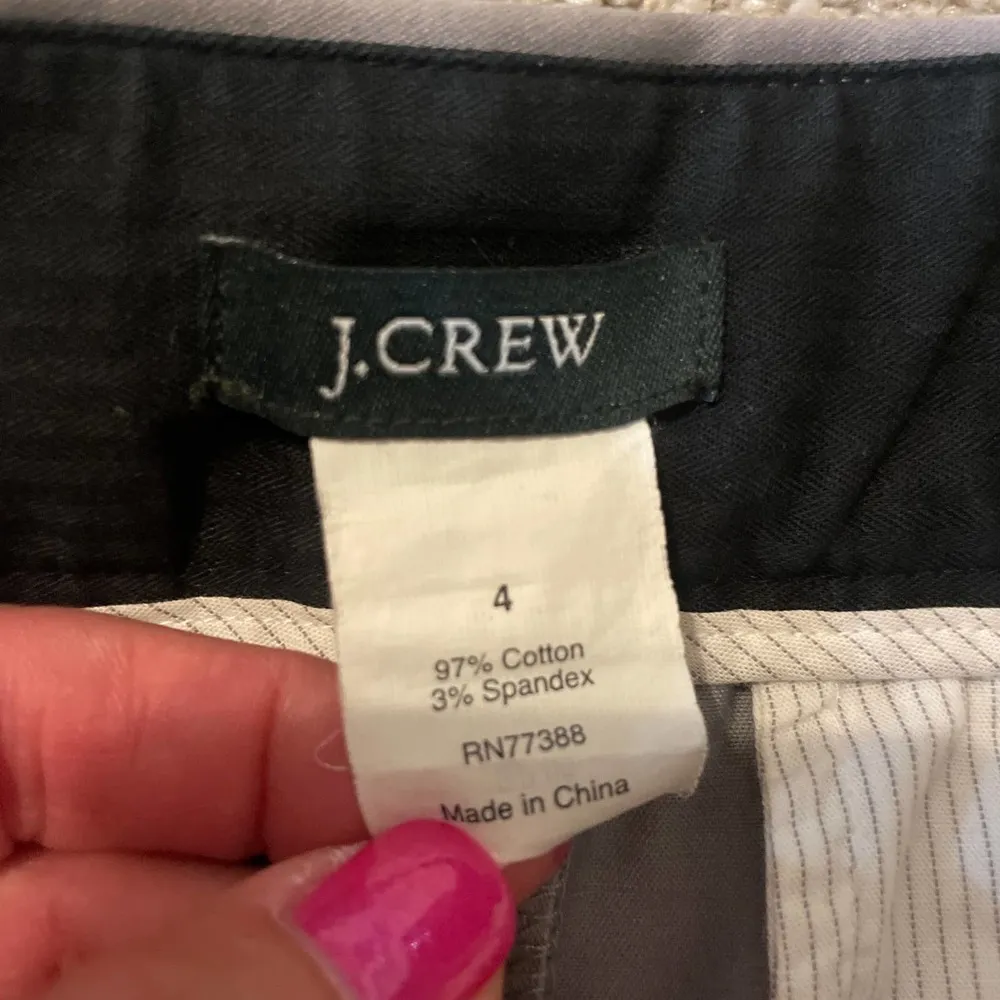 J.CREW
4
97% Cotton
3% Spandex
RN77388
Made in China